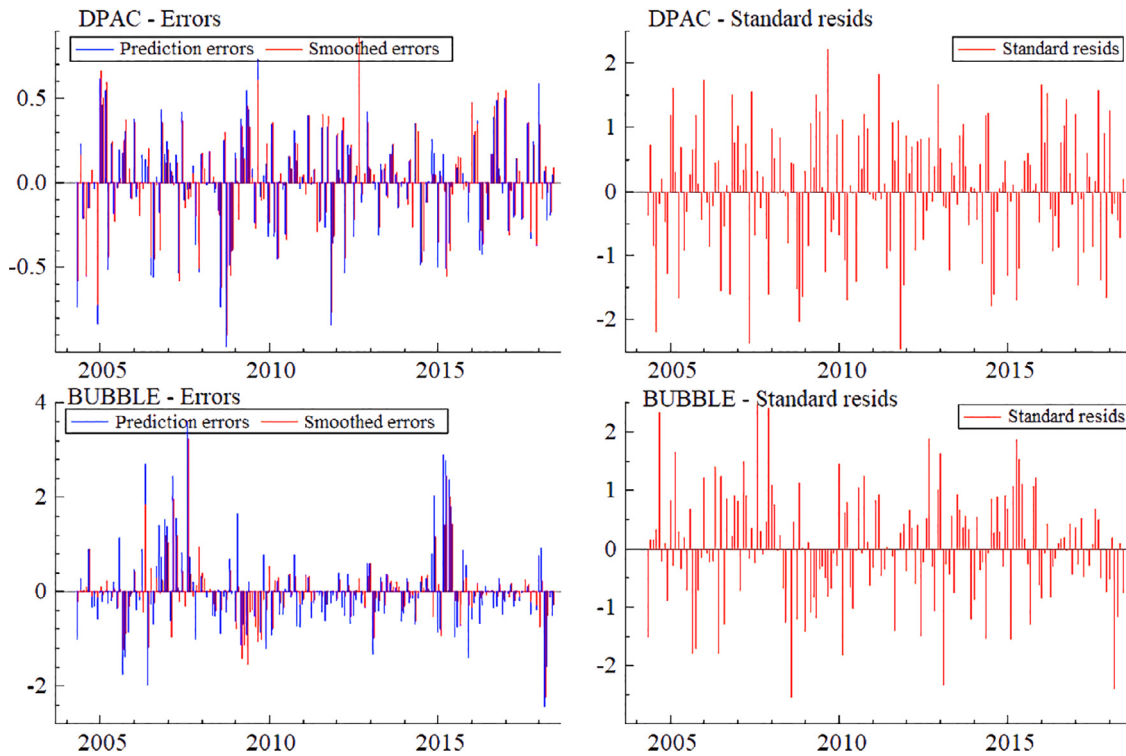 DPAC - Errors
Prediction errors
Smoothed errors
0.5
0.0
-0.5
2005
2010
2015
DPAC - Standard resids
Standard resids
2
1
0
-1
-2
2005
2010
2015
BUBBLE - Errors
Prediction errors
Smoothed errors
4
2
0
-2
2005
2010
2015
BUBBLE - Standard resids
Standard resids
2
1
0
-1
-2
2005
2010
2015